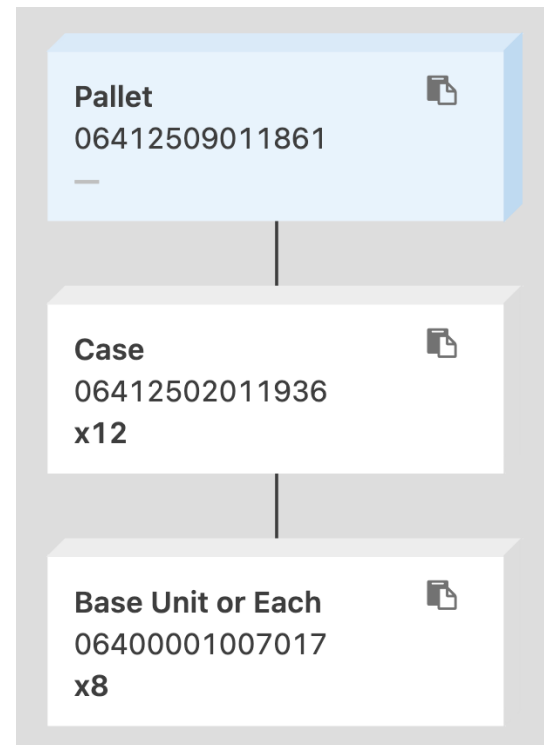 Pallet
06412509011861
—
Case
06412502011936
x12
Base Unit or Each
06400001007017
x8